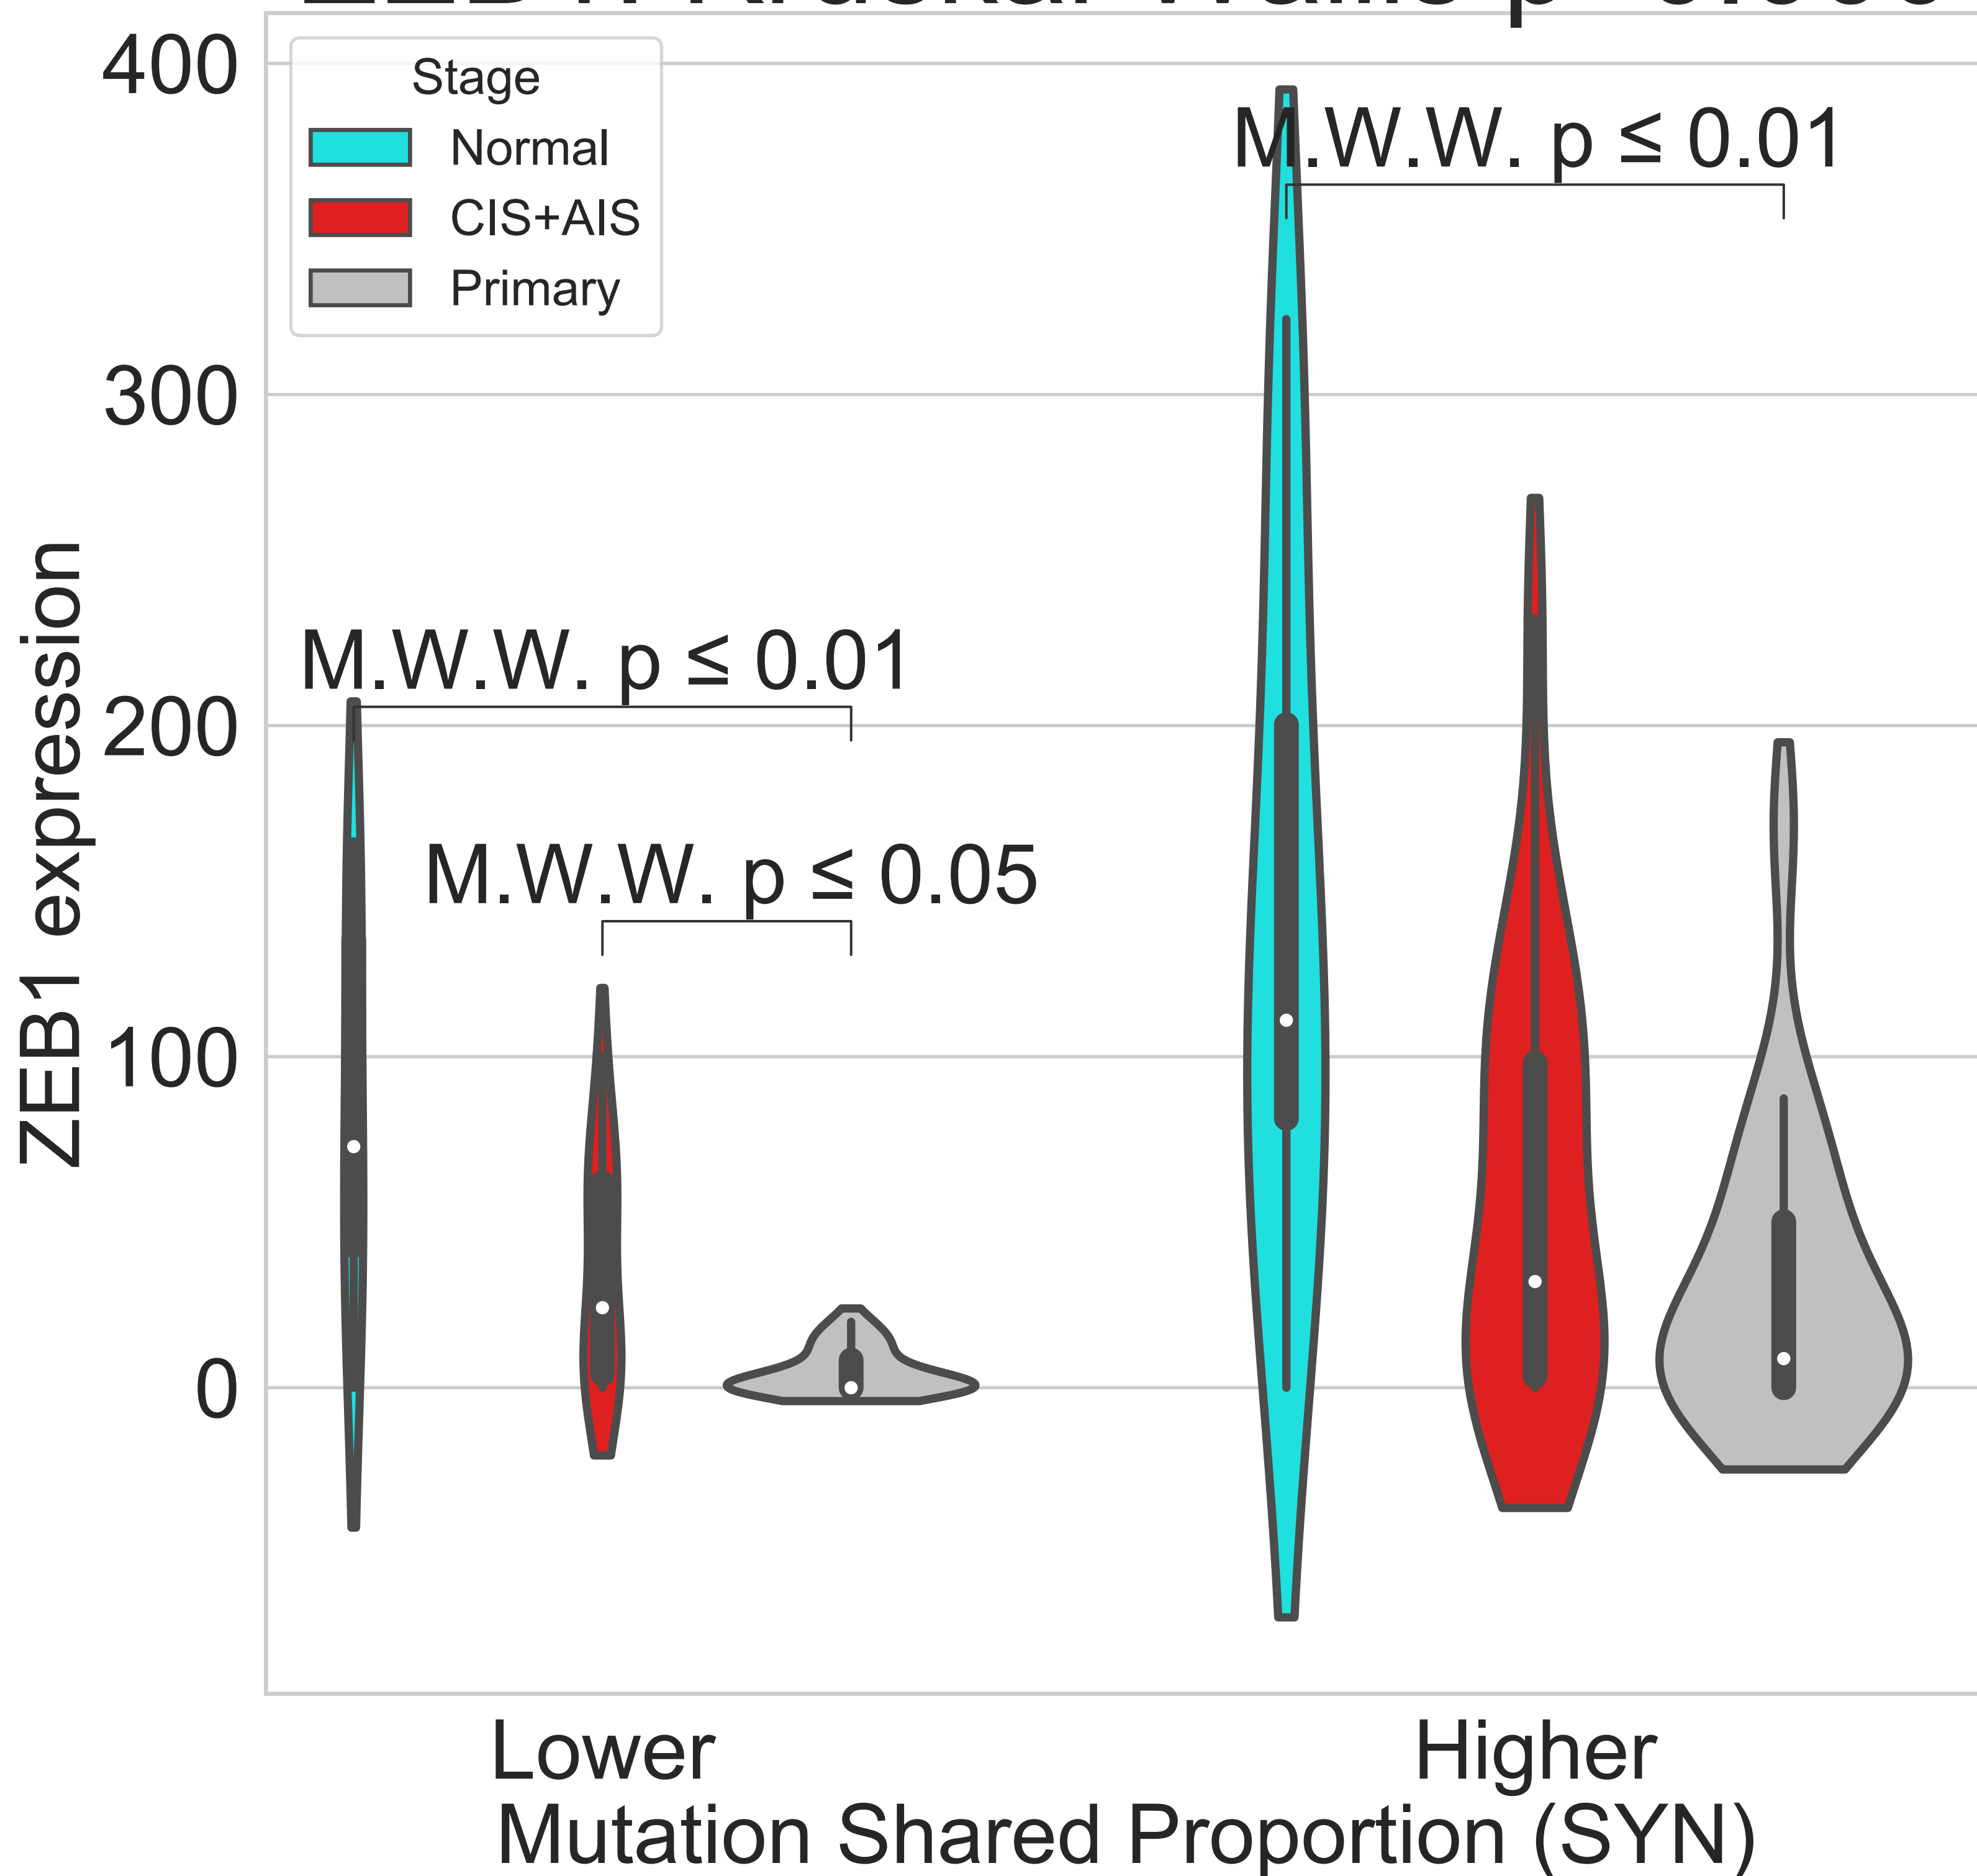 400
Stage
Normal
CIS+AIS
Primary
M.W.W. p ≤ 0.01
300
M.W.W. p ≤ 0.01
200
M.W.W. p ≤ 0.05
100
0
ZEB1 expression
Lower
Higher
Mutation Shared Proportion (SYN)